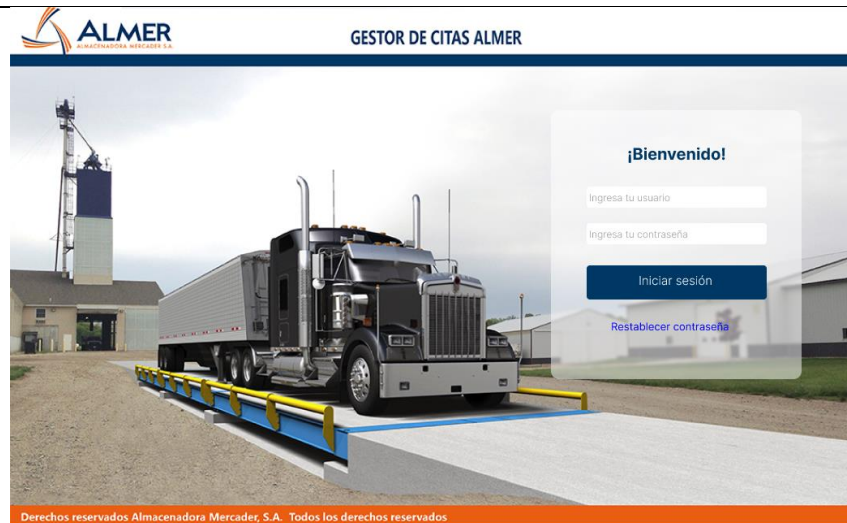 ALMER
ALMACENADORA MERCADER S.A.
GESTOR DE CITAS ALMER
¡Bienvenido!
Ingresa tu usuario
Ingresa tu contraseña
Iniciar sesión
Restablecer contraseña
Derechos reservados Almacenadora Mercader, S.A. Todos los derechos reservados